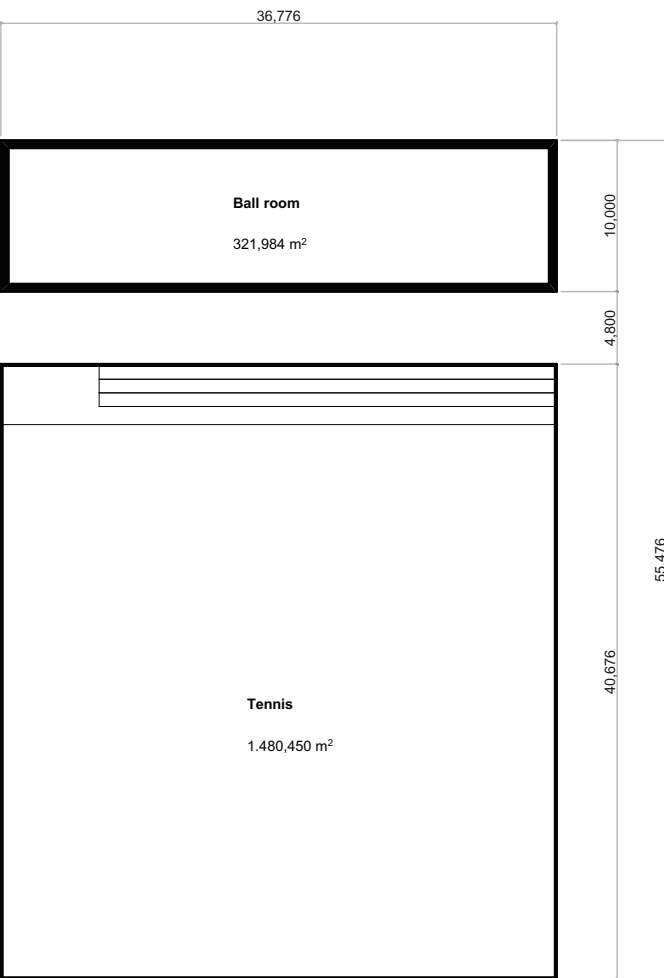 36,776
Ball room
321,984 m²
10,000
4,800
55,476
40,676
Tennis
1.480,450 m²